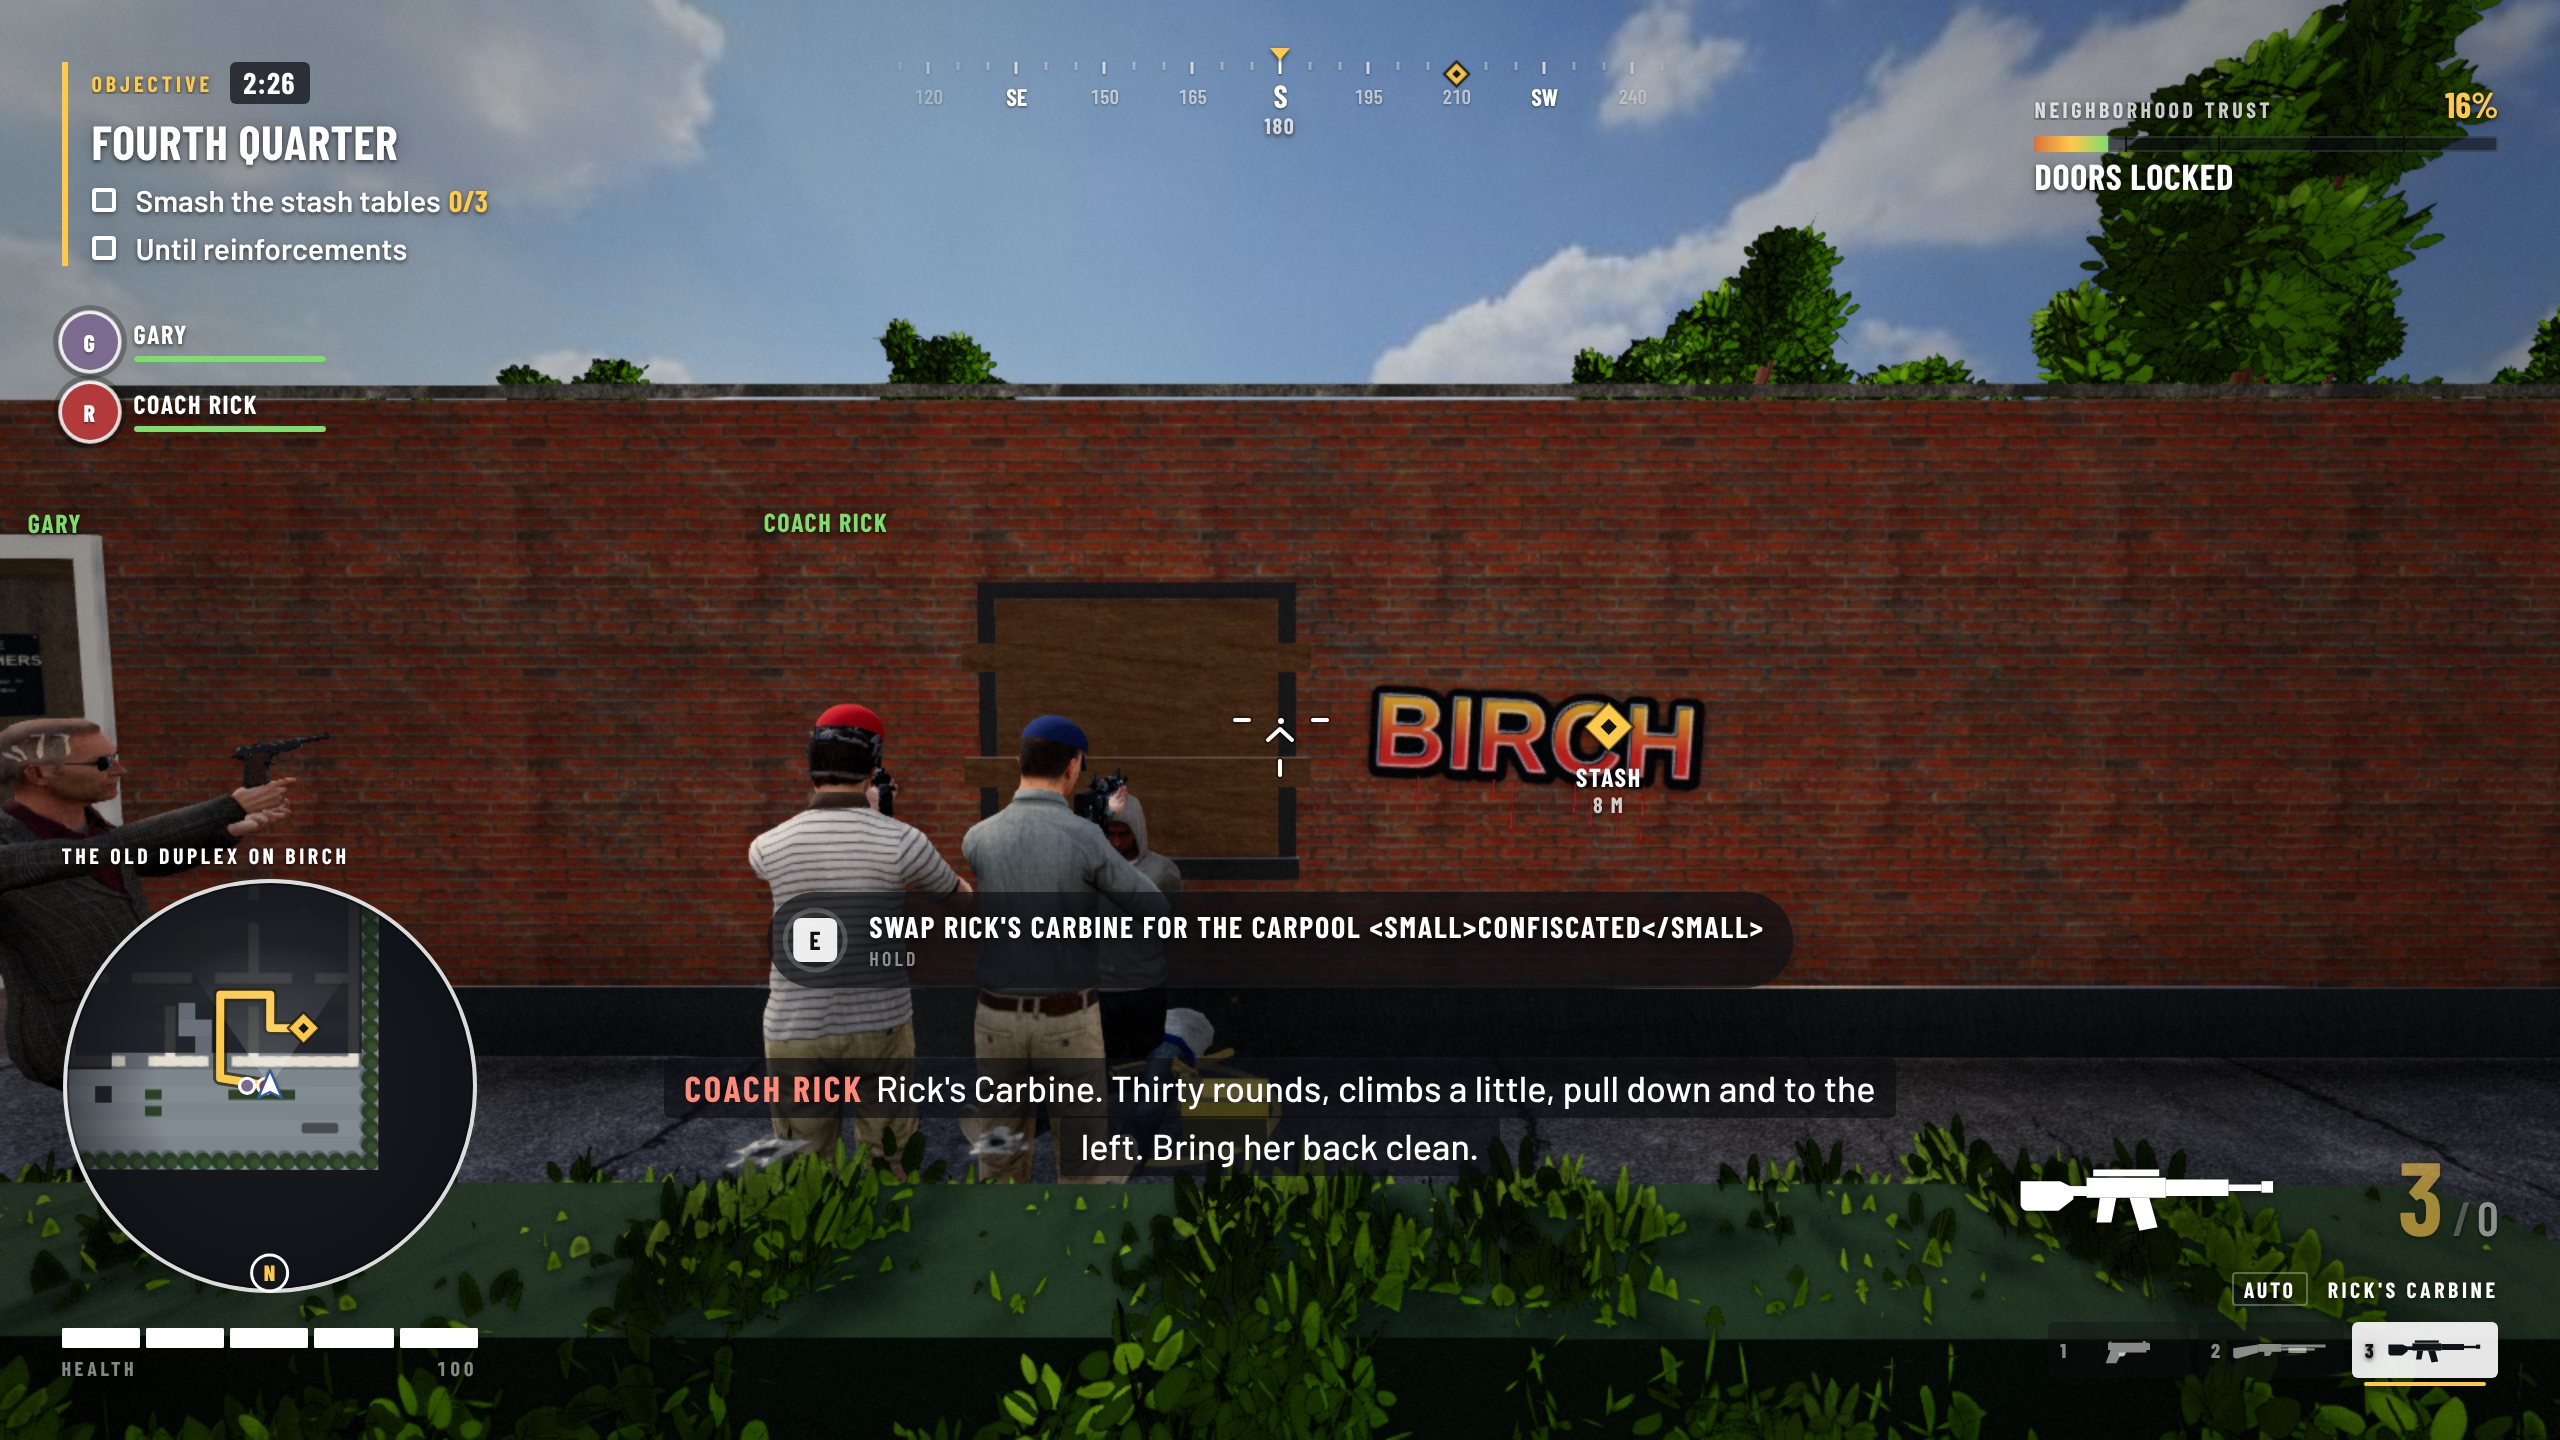 OBJECTIVE 2:26
FOURTH QUARTER
Smash the stash tables 0/3
Until reinforcements
G GARY
R COACH RICK
120 SE 150 165 S 195 210 SW 240
180
NEIGHBORHOOD TRUST 16%
DOORS LOCKED
GARY
COACH RICK
BIRCH
STASH
8 M
THE OLD DUPLEX ON BIRCH
E SWAP RICK'S CARBINE FOR THE CARPOOL <SMALL>CONFISCATED</SMALL>
HOLD
COACH RICK Rick's Carbine. Thirty rounds, climbs a little, pull down and to the
left. Bring her back clean.
N
HEALTH 100
3 / 0
AUTO RICK'S CARBINE
1 2 3